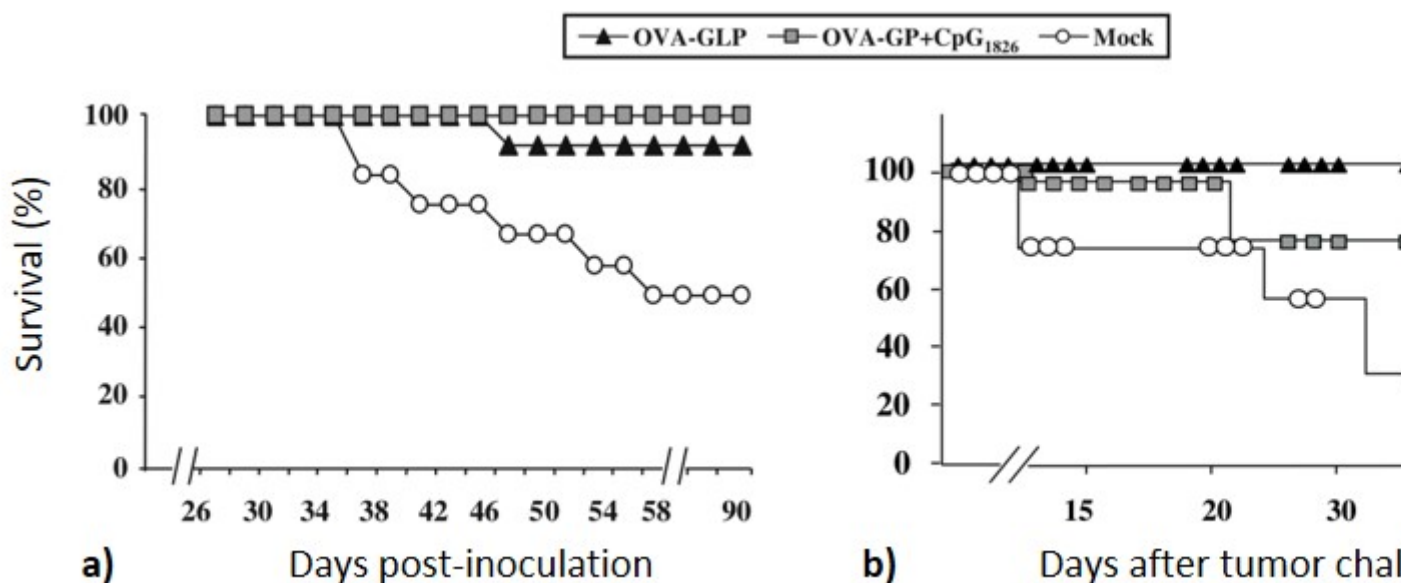 OVA-GLP OVA-GP+CpG1826 Mock
Survival (%)
100
80
60
40
20
0
26 30 34 38 42 46 50 54 58 90
a) Days post-inoculation
100
80
60
40
20
0
15 20 30
b) Days after tumor chal